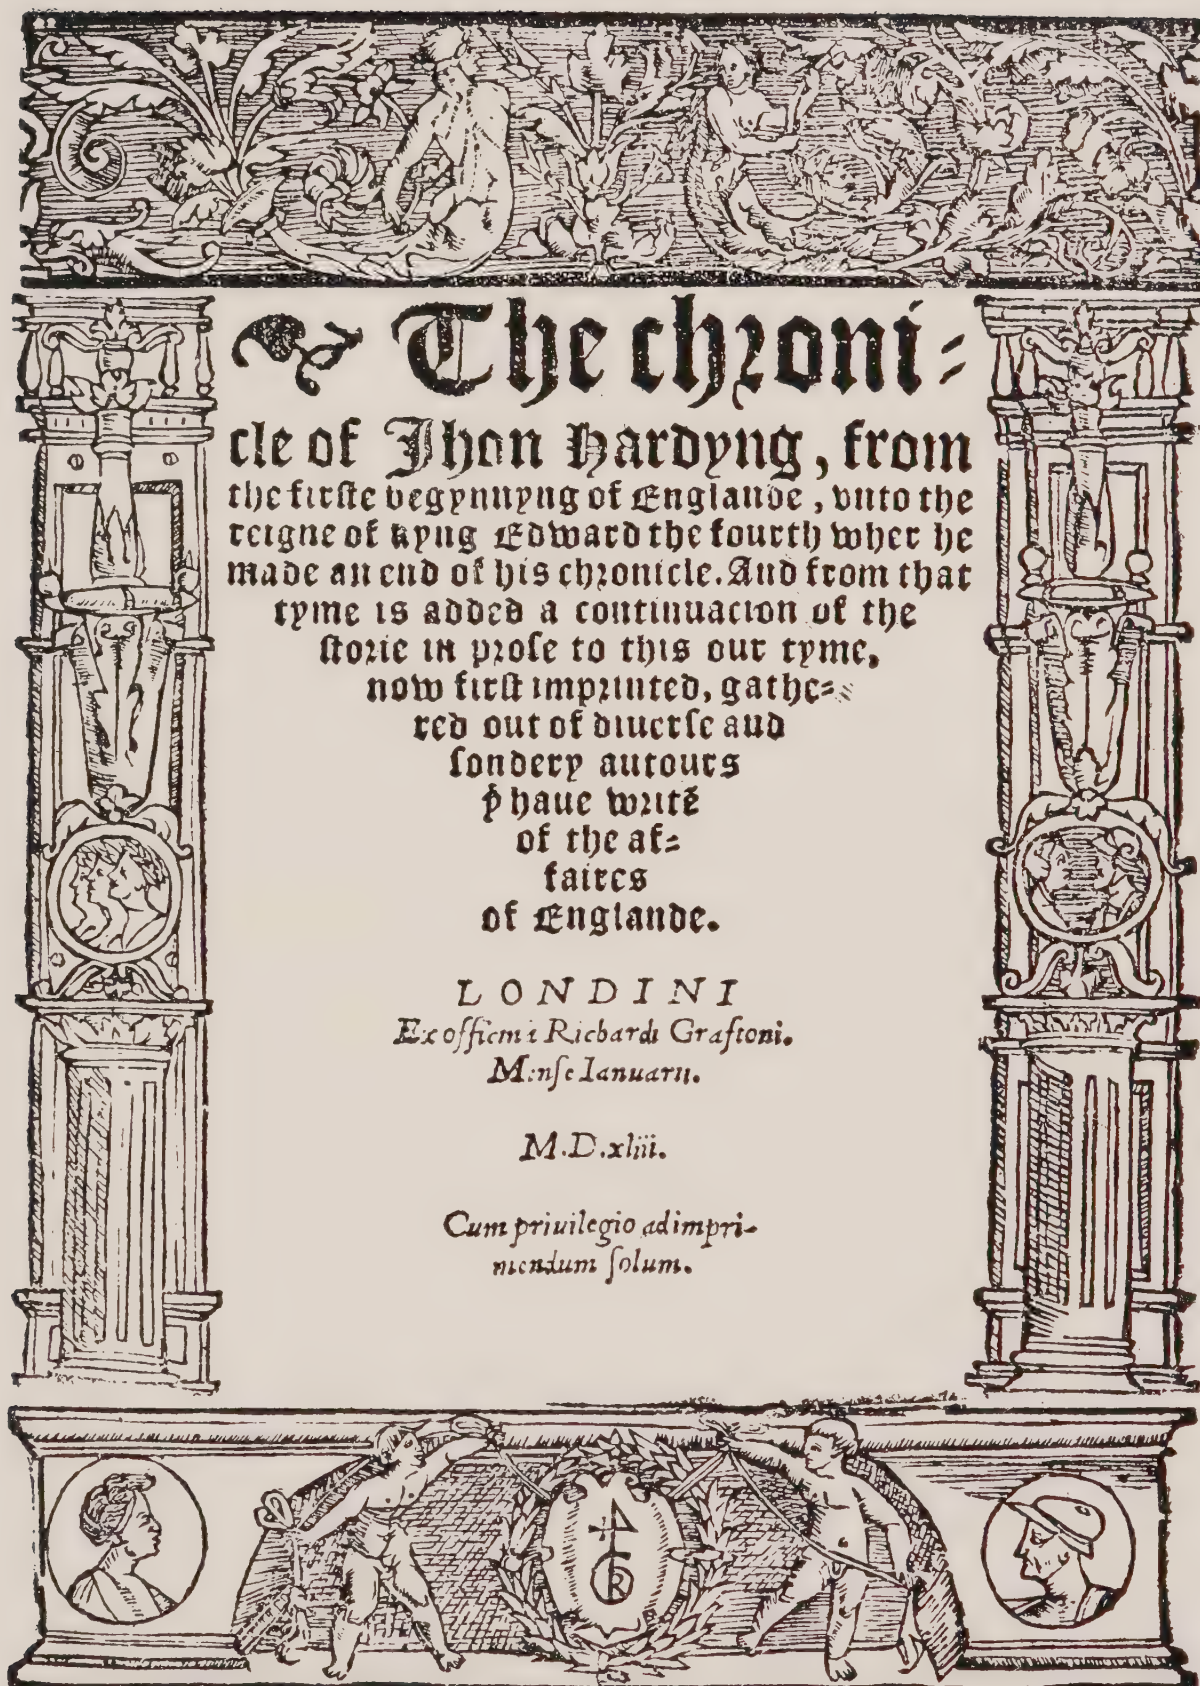 ❧ The chroni⸗
cle of Jhon Hardyng, from
the firſte begynnyng of Englande, vnto the
reigne of kyng Edward the fourth wher he
made an end of his chronicle. And from that
tyme is added a continuacion of the
ſtorie in proſe to this our tyme,
now firſt imprinted, gathe⸗
red out of diuerſe and
ſondery autours
þͭ haue writē
of the af⸗
faires
of Englande.
LONDINI
Ex officina Richardi Graftoni.
Menſe Ianuarii.
M.D.xliii.
Cum priuilegio ad impri-
mendum ſolum.
GR